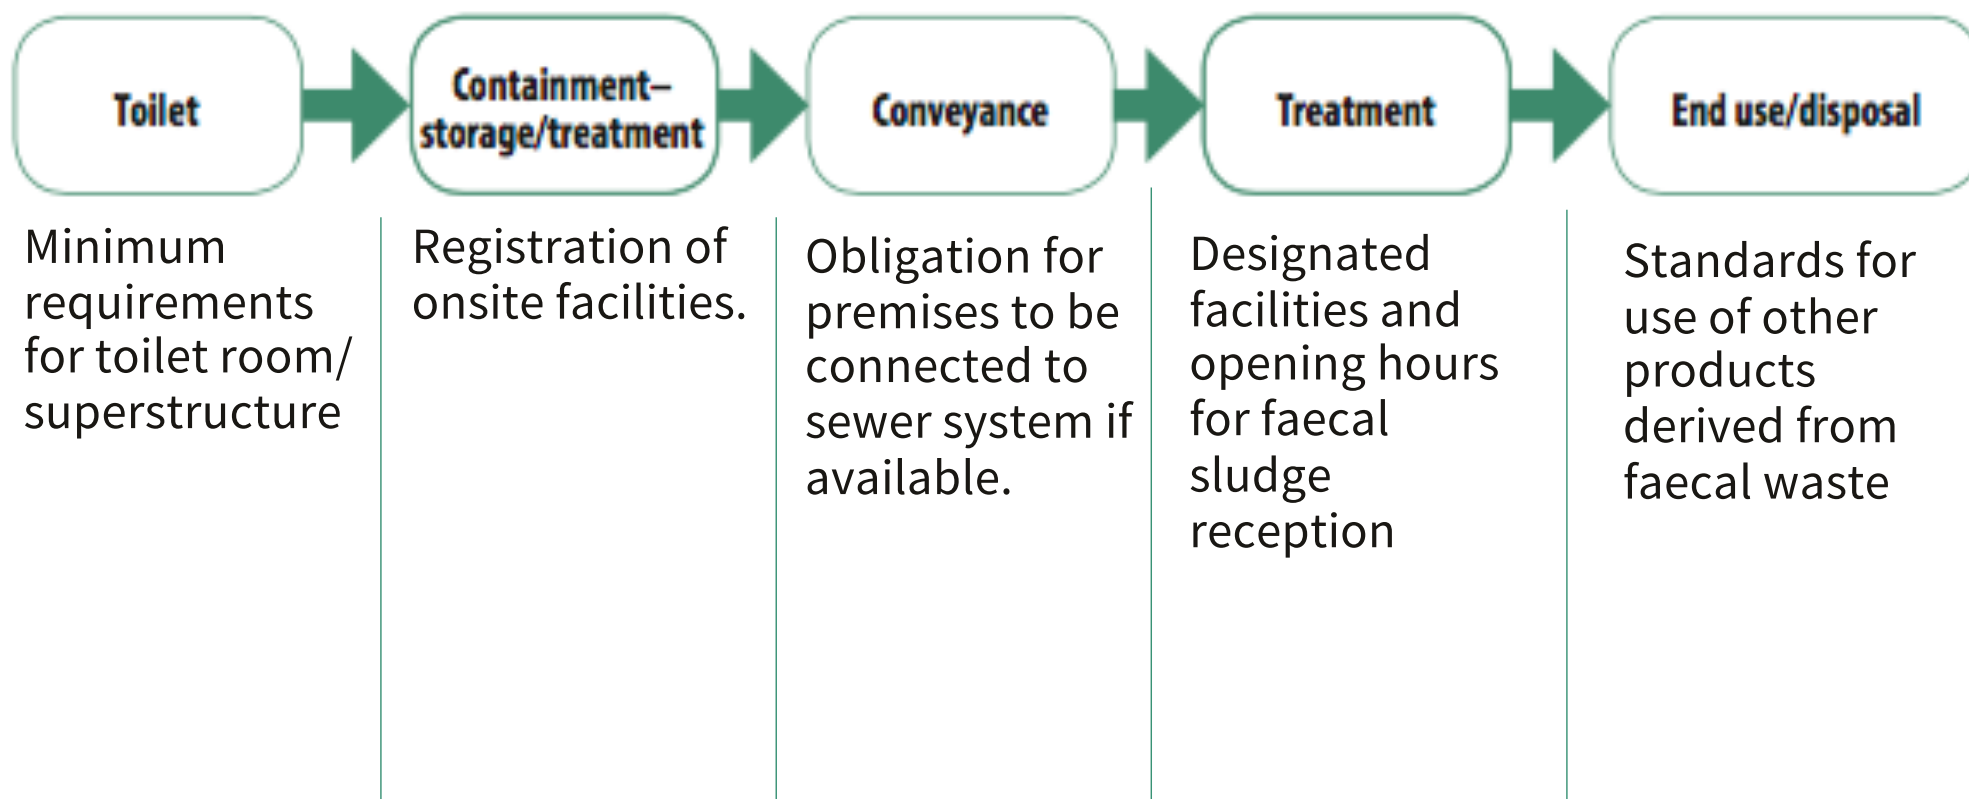 Toilet
Containment–
storage/treatment
Conveyance
Treatment
End use/disposal
Minimum
requirements
for toilet room/
superstructure
Registration of
onsite facilities.
Obligation for
premises to be
connected to
sewer system if
available.
Designated
facilities and
opening hours
for faecal
sludge
reception
Standards for
use of other
products
derived from
faecal waste